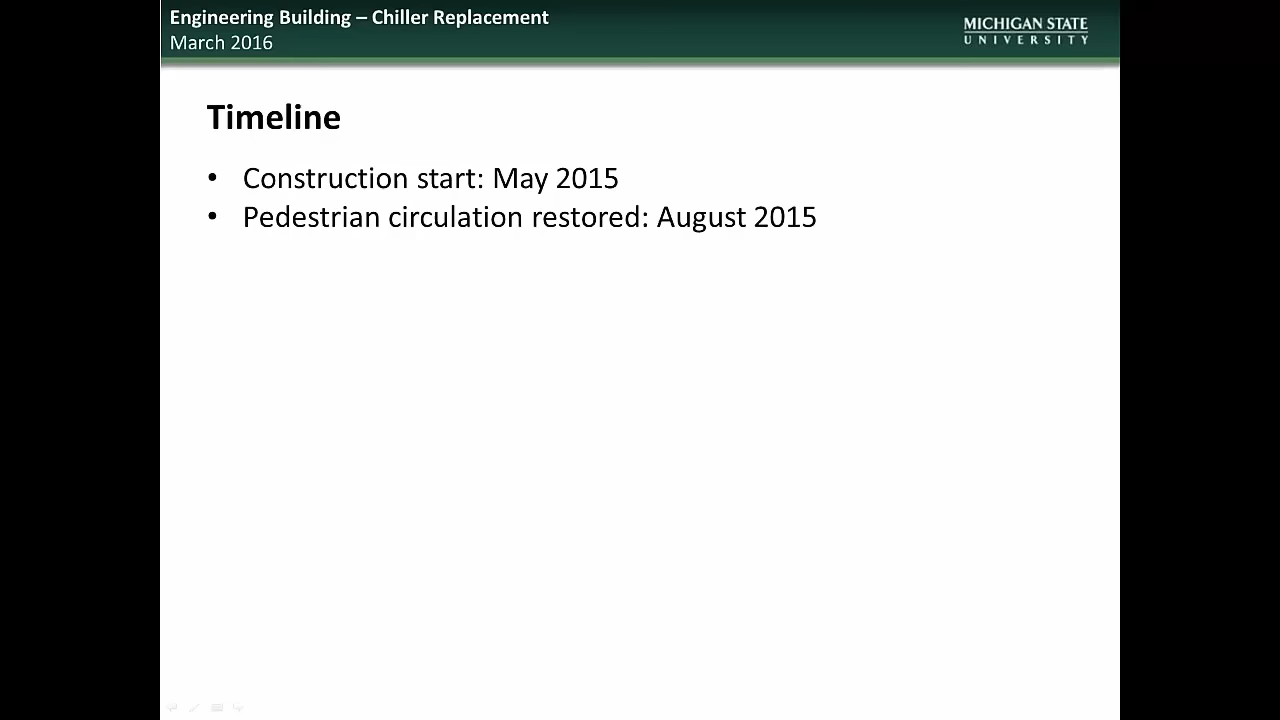 Engineering Building – Chiller Replacement
March 2016
MICHIGAN STATE
UNIVERSITY
Timeline
• Construction start: May 2015
• Pedestrian circulation restored: August 2015